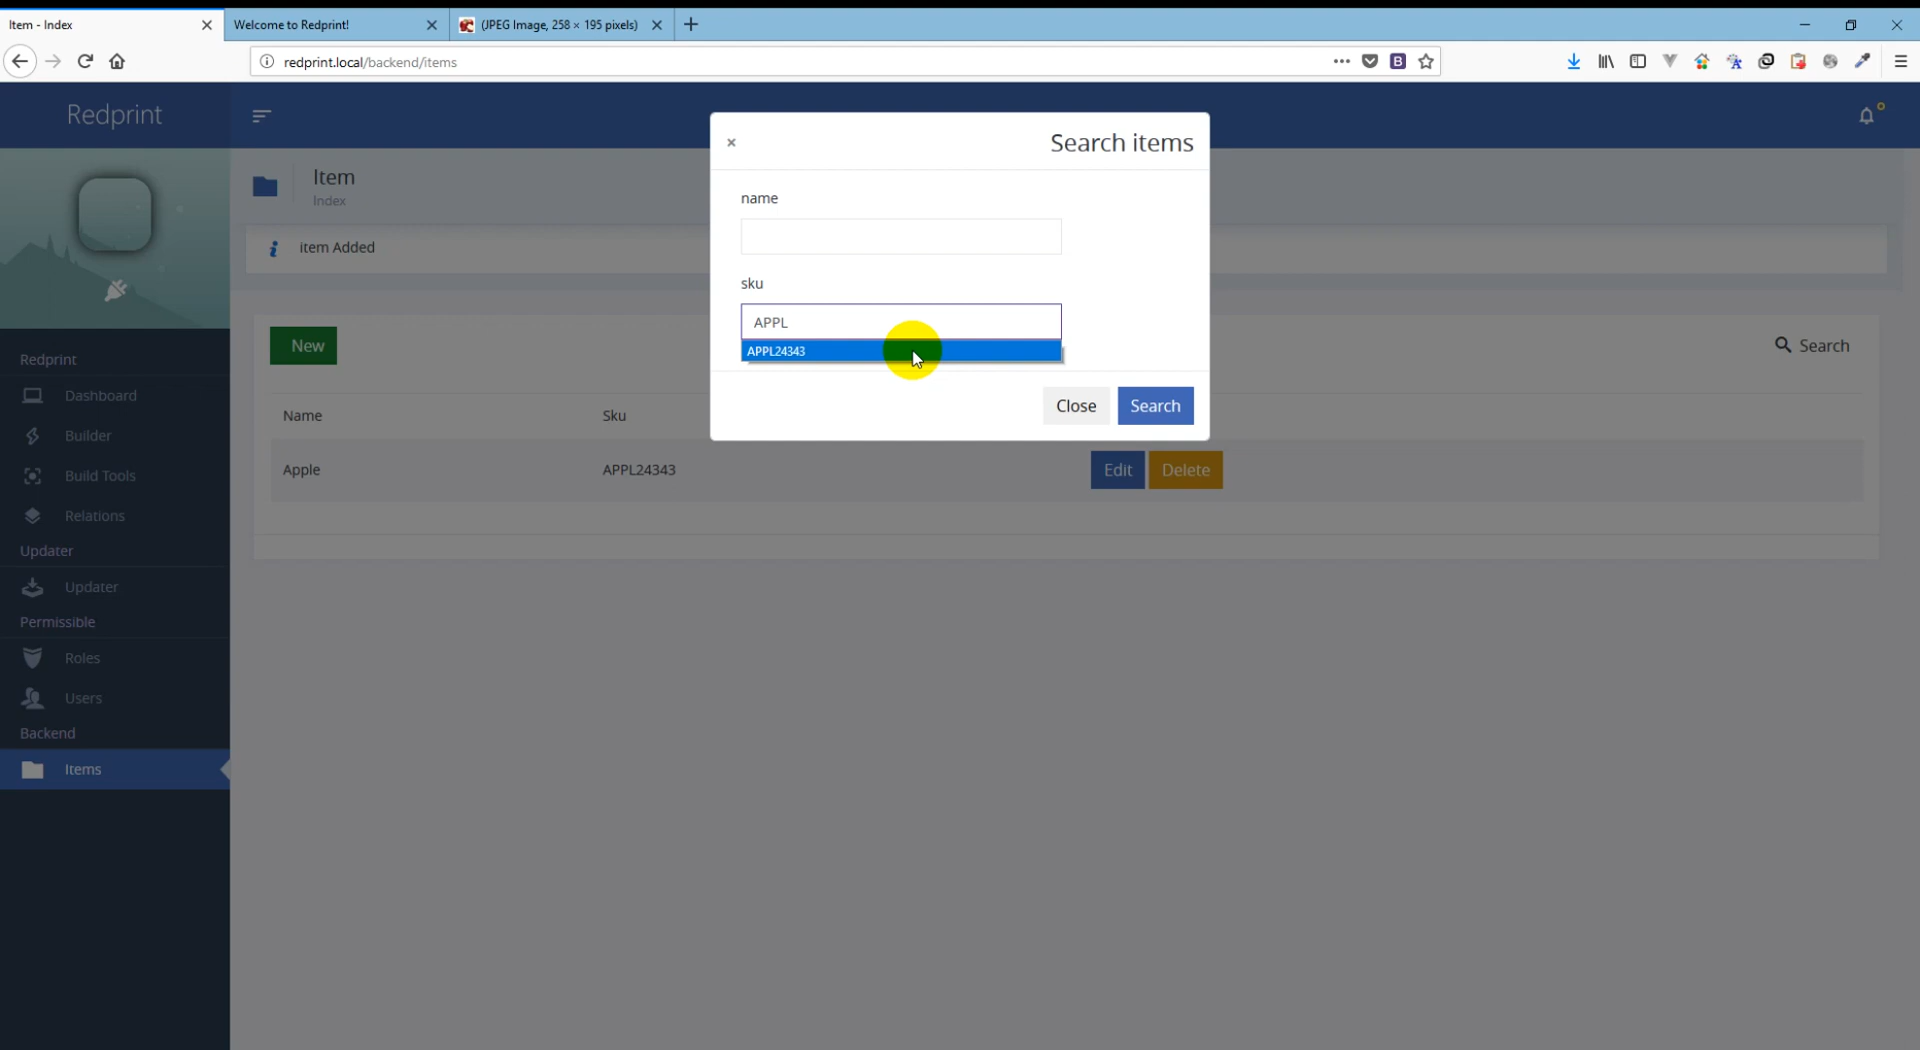 Item - Index
Welcome to Redprint!
(JPEG Image, 258 × 195 pixels)
redprint.local/backend/items
B
Redprint
Search items
Item
Index
name
item Added
sku
APPL
APPL24343
New
Search
Close
Search
Name
Sku
Apple
APPL24343
Edit
Delete
Redprint
Dashboard
Builder
Build Tools
Relations
Updater
Updater
Permissible
Roles
Users
Backend
Items